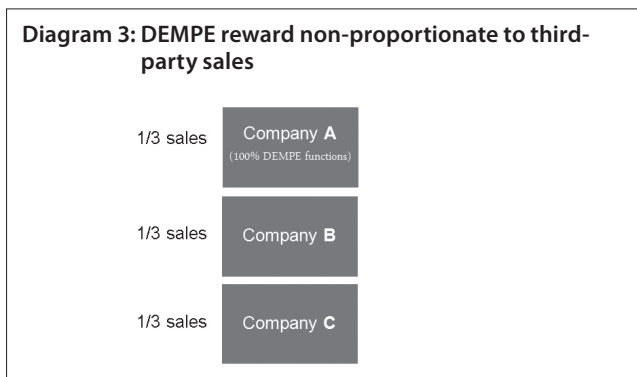 Diagram 3: DEMPE reward non-proportionate to third-
party sales
1/3 sales
Company A
(100% DEMPE functions)
1/3 sales
Company B
1/3 sales
Company C